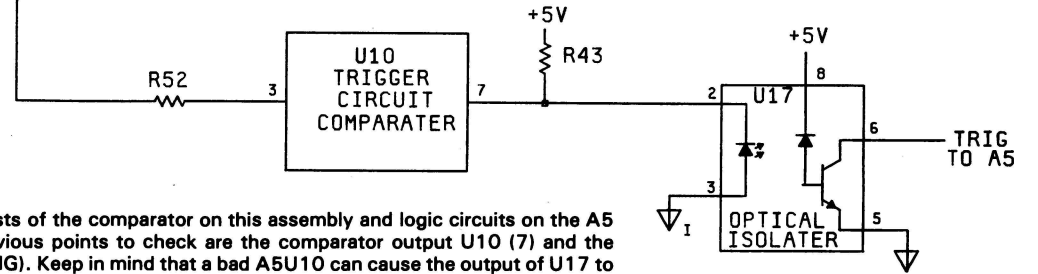 +5V
+5V
R52
3
U10
TRIGGER
CIRCUIT
COMPARATER
7
R43
8
2
U17
6
TRIG
TO A5
3
I
OPTICAL
ISOLATER
5
sts of the comparator on this assembly and logic circuits on the A5
vious points to check are the comparator output U10 (7) and the
IG). Keep in mind that a bad A5U10 can cause the output of U17 to